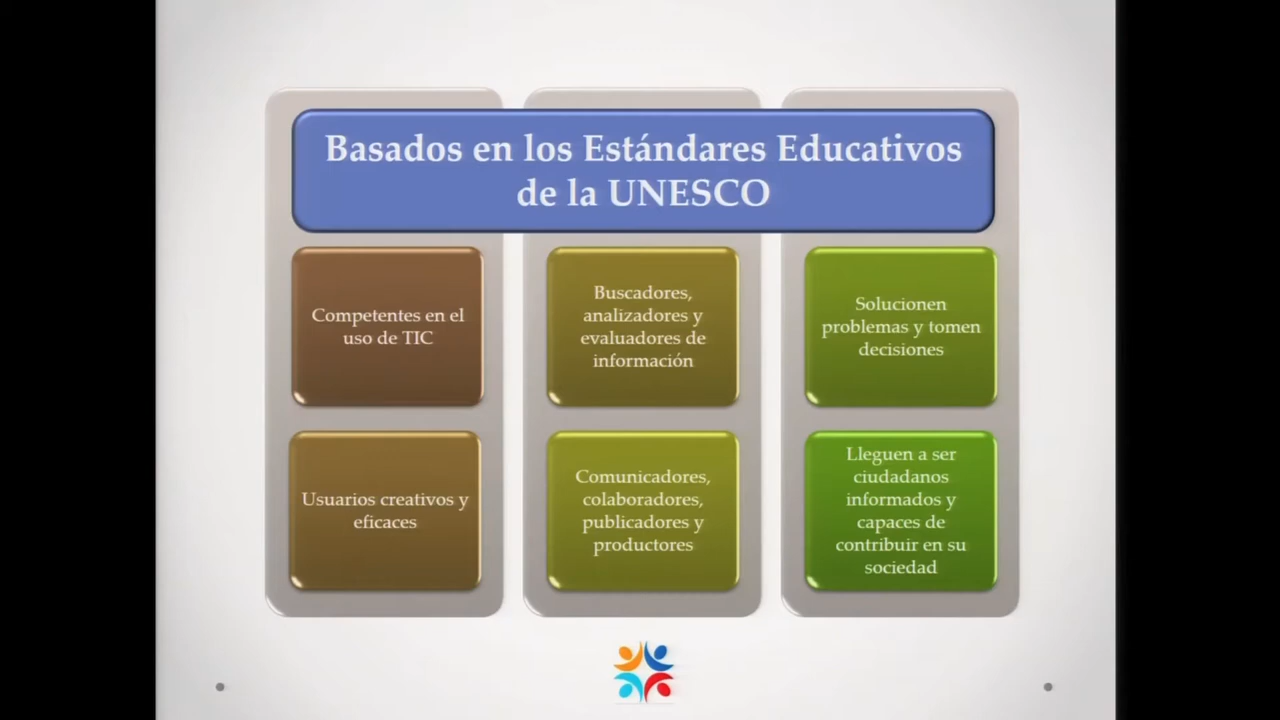 Basados en los Estándares Educativos
de la UNESCO
Competentes en el
uso de TIC
Buscadores,
analizadores y
evaluadores de
información
Solucionen
problemas y tomen
decisiones
Usuarios creativos y
eficaces
Comunicadores,
colaboradores,
publicadores y
productores
Lleguen a ser
ciudadanos
informados y
capaces de
contribuir en su
sociedad